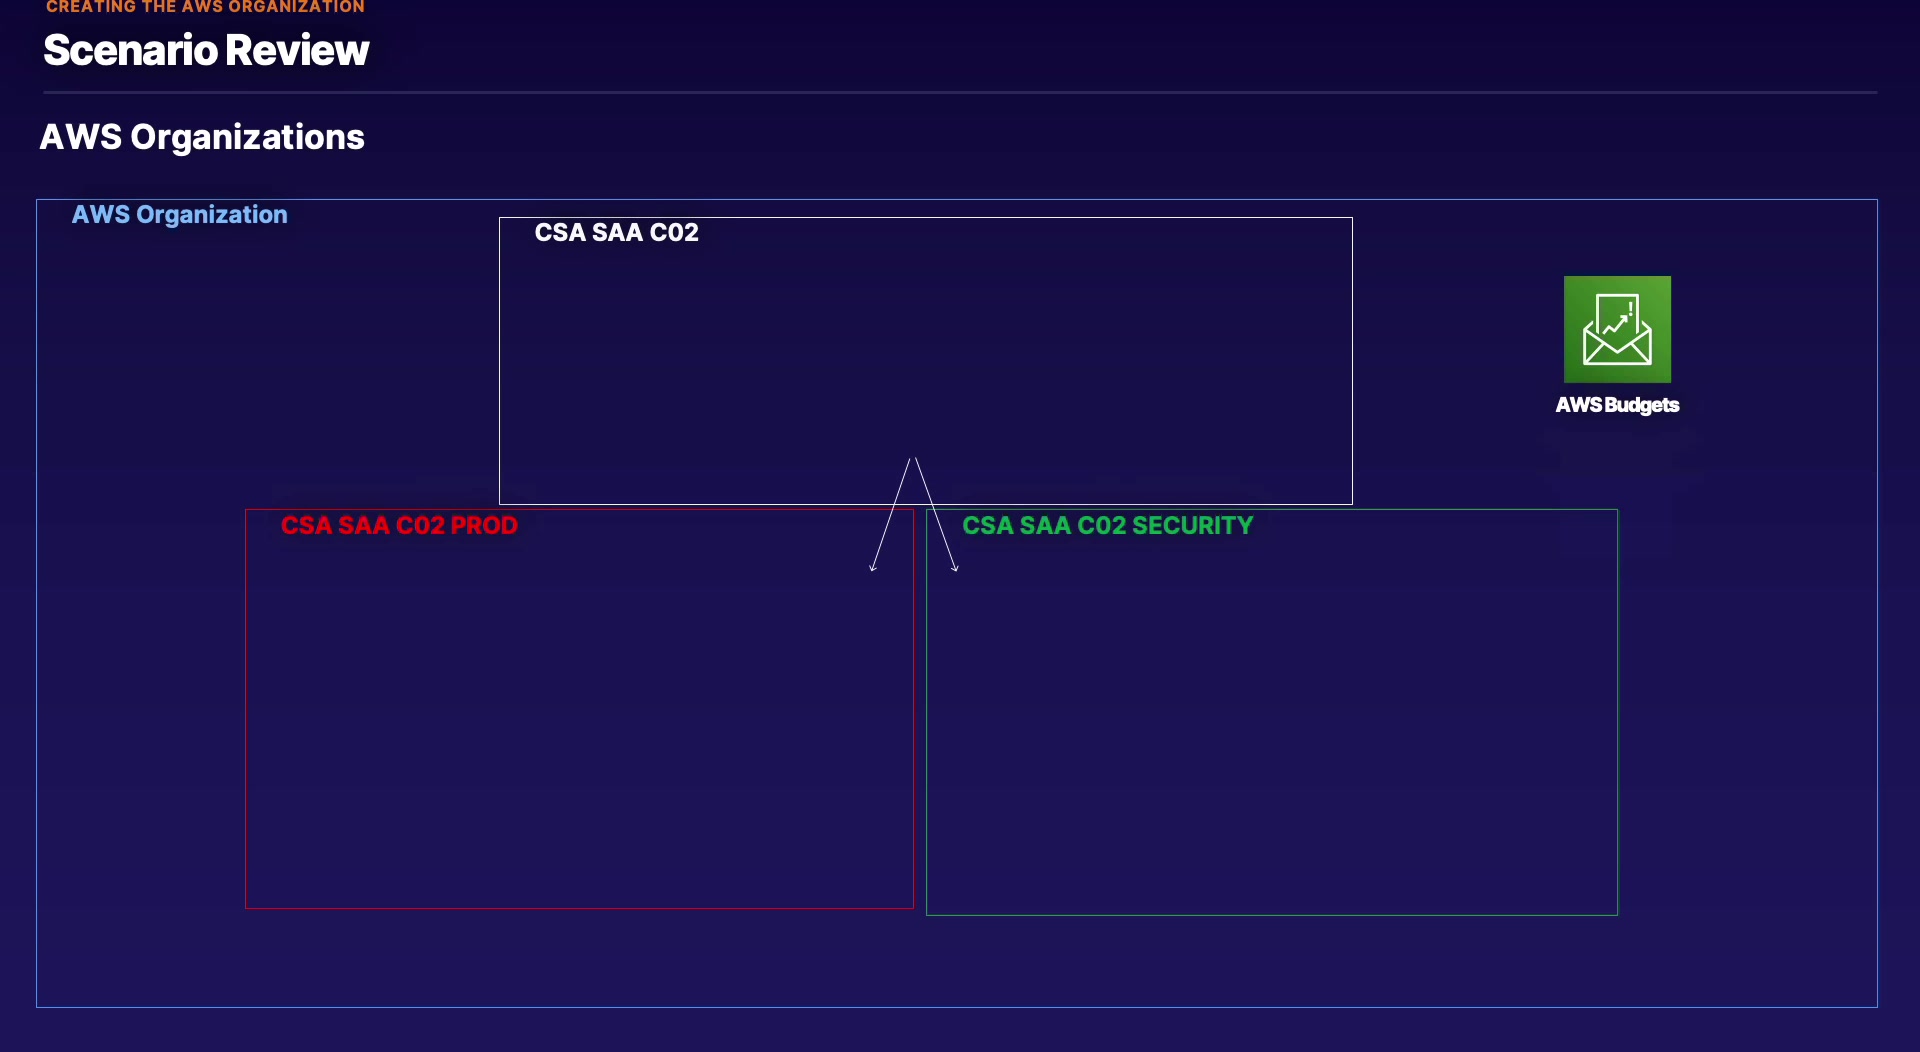 CREATING THE AWS ORGANIZATION
Scenario Review
AWS Organizations
AWS Organization
CSA SAA C02
AWS Budgets
CSA SAA C02 PROD
CSA SAA C02 SECURITY